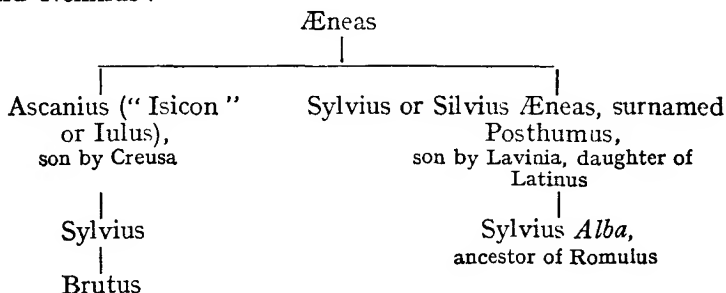 Æneas
Ascanius (“ Isicon ” Sylvius or Silvius Æneas, surnamed
or Iulus), Posthumus,
son by Creusa son by Lavinia, daughter of
Latinus
Sylvius Sylvius Alba,
ancestor of Romulus
Brutus